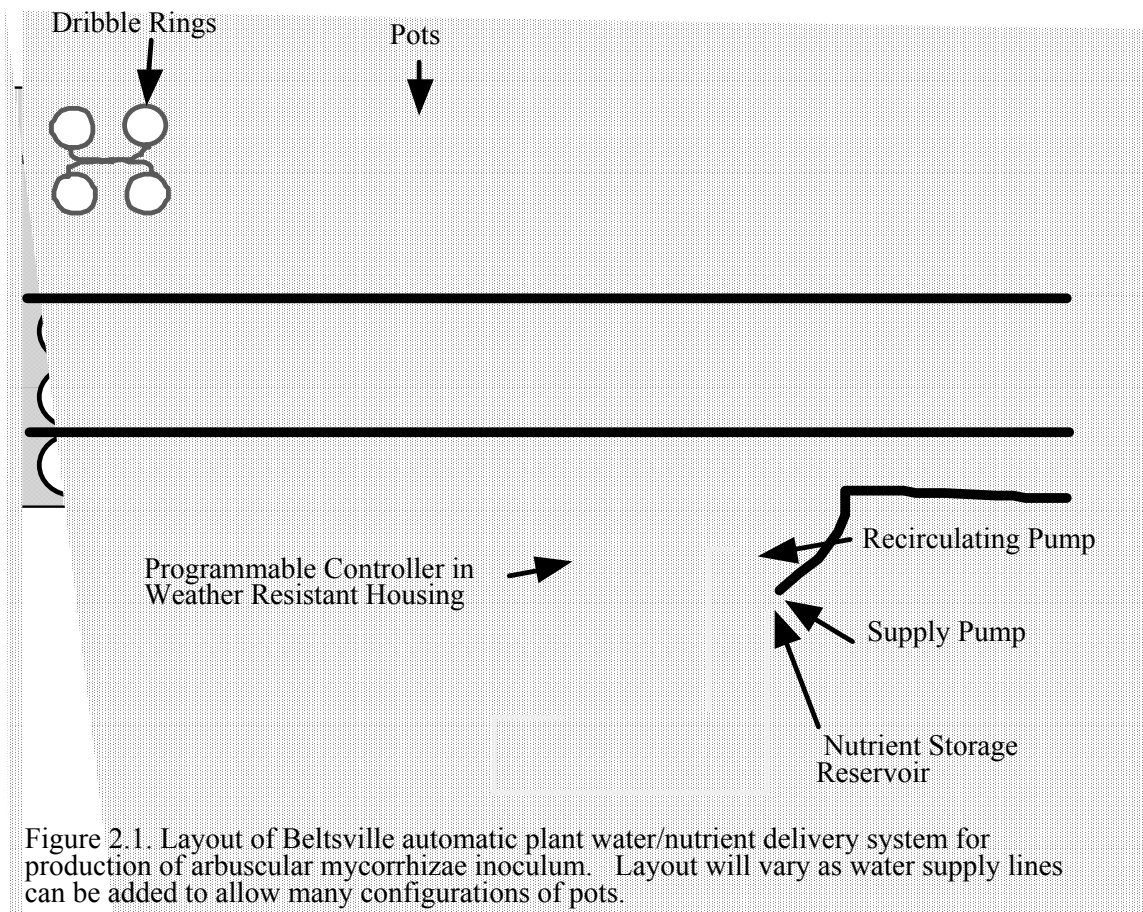 Dribble Rings
Pots
Recirculating Pump
Programmable Controller in
Weather Resistant Housing
Supply Pump
Nutrient Storage
Reservoir
Figure 2.1. Layout of Beltsville automatic plant water/nutrient delivery system for
production of arbuscular mycorrhizae inoculum.   Layout will vary as water supply lines
can be added to allow many configurations of pots.